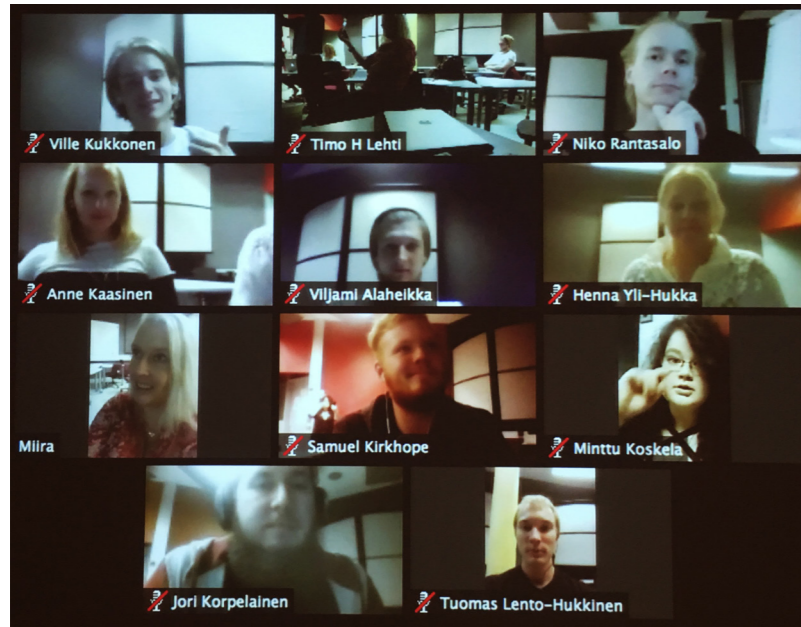 Ville Kukkonen
Timo H Lehti
Niko Rantasalo
Anne Kaasinen
Viljami Alaheikka
Henna Yli-Hukka
Miira
Samuel Kirkhope
Minttu Koskela
Jori Korpelainen
Tuomas Lento-Hukkinen